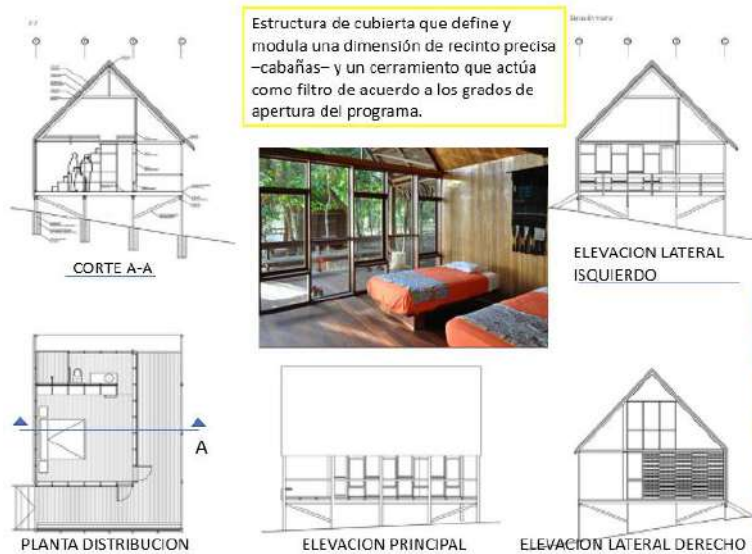 Estructura de cubierta que define y
modula una dimensión de recinto precisa
–cabañas– y un cerramiento que actúa
como filtro de acuerdo a los grados de
apertura del programa.
CORTE A-A
ELEVACION LATERAL
ISQUIERDO
A
PLANTA DISTRIBUCION
ELEVACION PRINCIPAL
ELEVACION LATERAL DERECHO